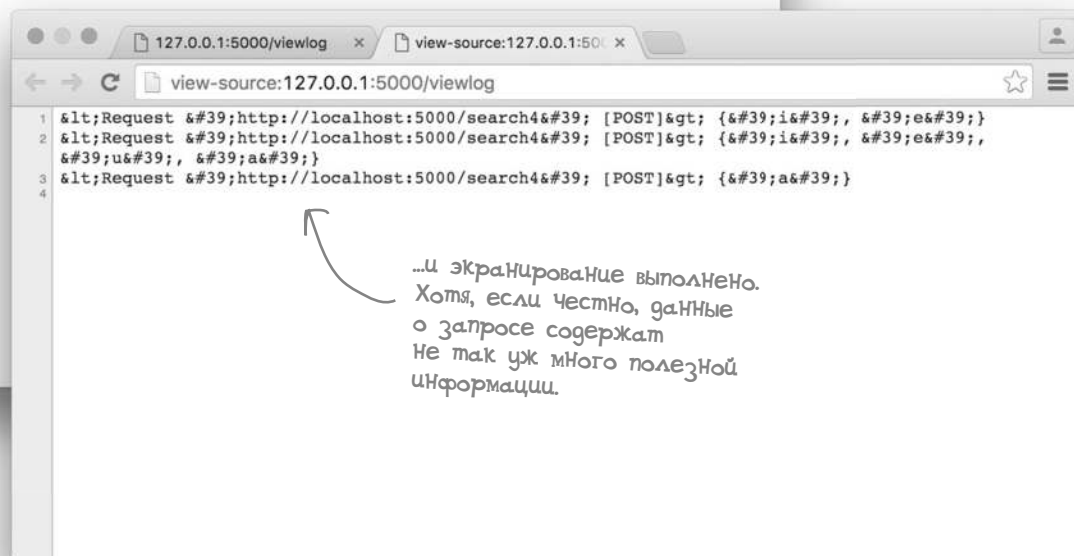 127.0.0.1:5000/viewlog
view-source:127.0.0.1:50
view-source:127.0.0.1:5000/viewlog
1 &lt;Request &#39;http://localhost:5000/search4&#39; [POST]&gt; {&#39;i&#39;, &#39;e&#39;}
2 &lt;Request &#39;http://localhost:5000/search4&#39; [POST]&gt; {&#39;i&#39;, &#39;e&#39;,
&#39;u&#39;, &#39;a&#39;}
3 &lt;Request &#39;http://localhost:5000/search4&#39; [POST]&gt; {&#39;a&#39;}
4
...и экранирование выполнено.
Хотя, если честно, данные
о запросе содержат
не так уж много полезной
информации.